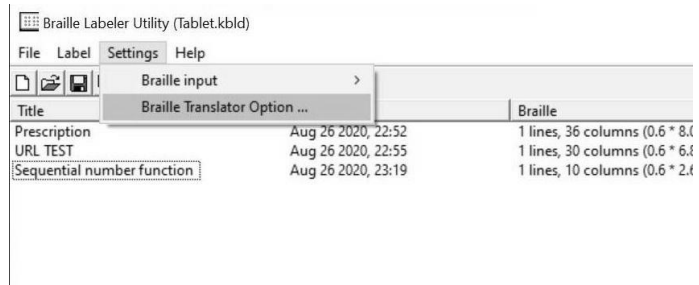 Braille Labeler Utility (Tablet.kbld)
File Label Settings Help
Braille input >
Braille Translator Option ...
Title Braille
Prescription Aug 26 2020, 22:52 1 lines, 36 columns (0.6 * 8.0
URL TEST Aug 26 2020, 22:55 1 lines, 30 columns (0.6 * 6.8
Sequential number function Aug 26 2020, 23:19 1 lines, 10 columns (0.6 * 2.6